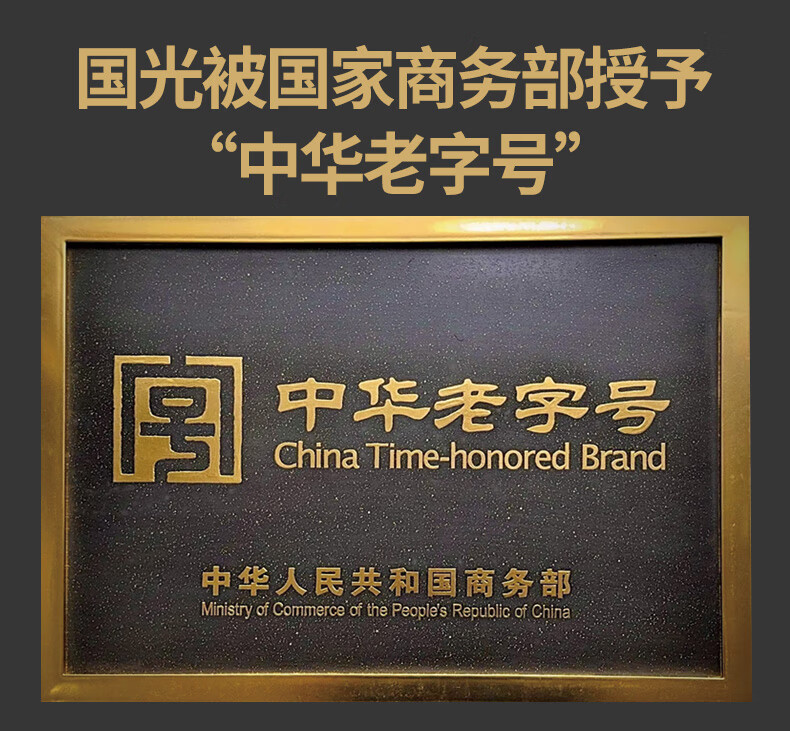 国光被国家商务部授予
“中华老字号”
中华老字号
China Time-honored Brand
中华人民共和国商务部
Ministry of Commerce of the People's Republic of China